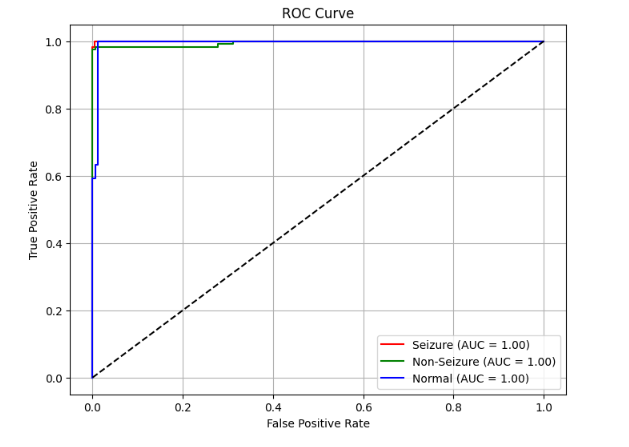 ROC Curve
1.0
0.8
0.6
0.4
0.2
0.0
True Positive Rate
Seizure (AUC = 1.00)
Non-Seizure (AUC = 1.00)
Normal (AUC = 1.00)
0.0 0.2 0.4 0.6 0.8 1.0
False Positive Rate